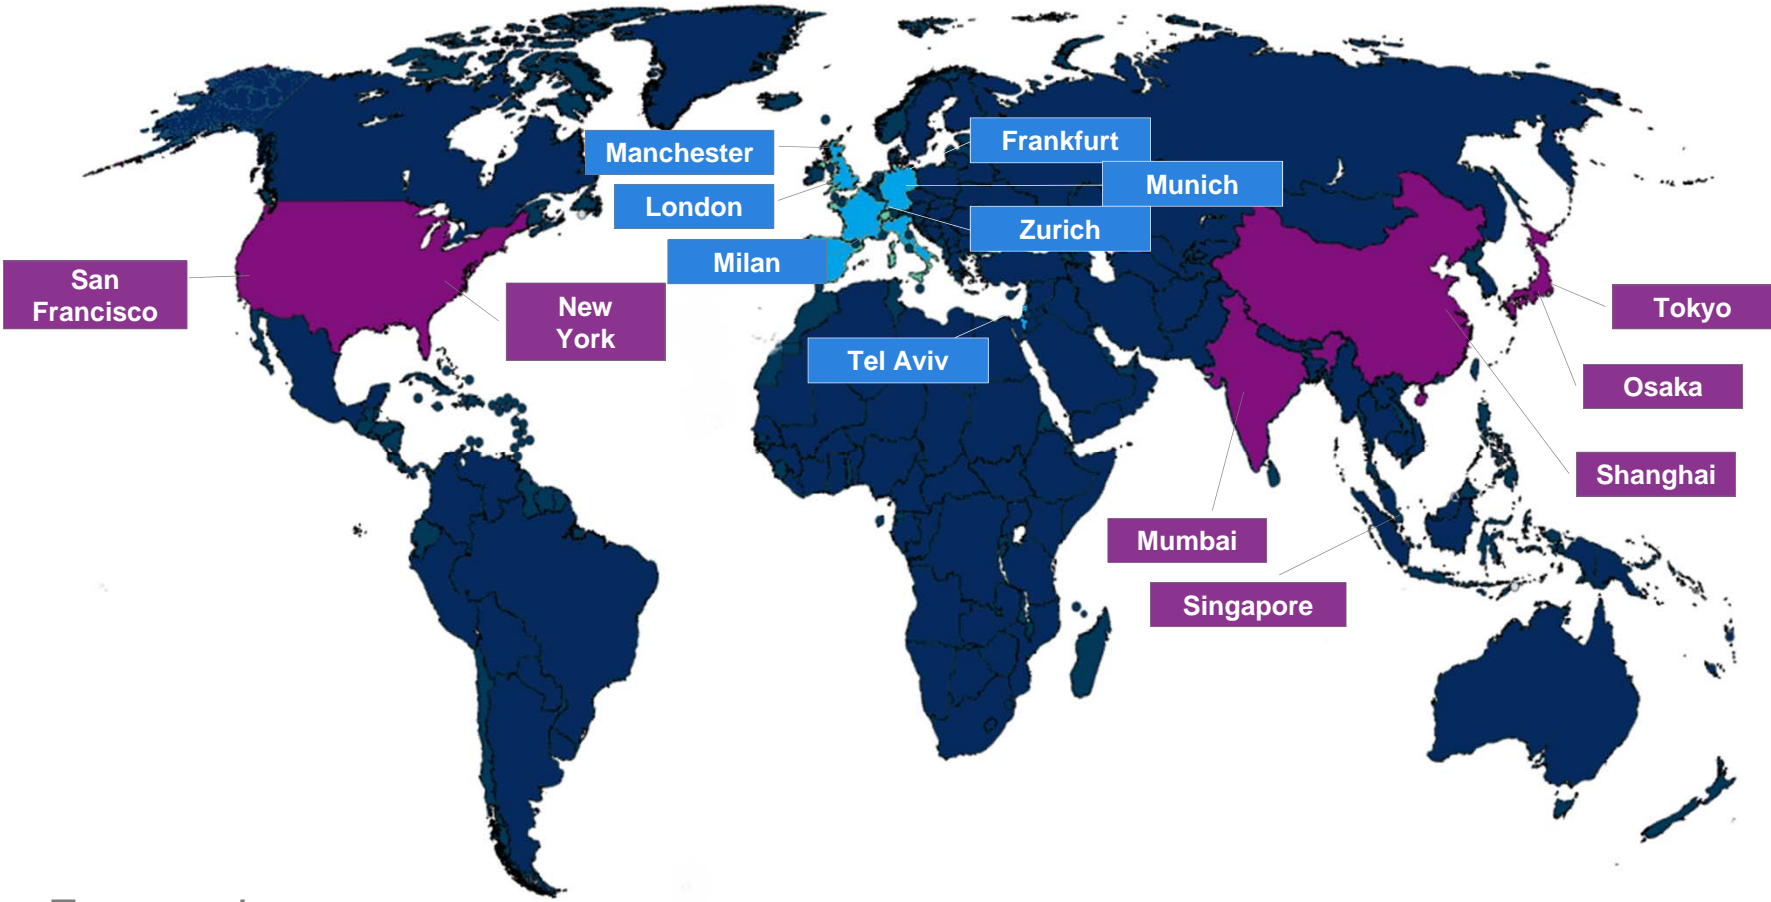 Manchester
Frankfurt
Munich
London
Zurich
Milan
San
Francisco
New
York
Tokyo
Tel Aviv
Osaka
Shanghai
Mumbai
Singapore